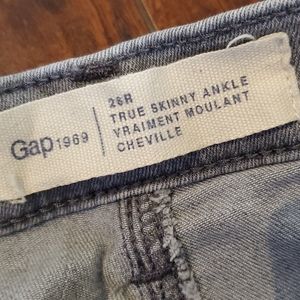 Gap 1969
26R
TRUE SKINNY ANKLE
VRAIMENT MOULANT
CHEVILLE